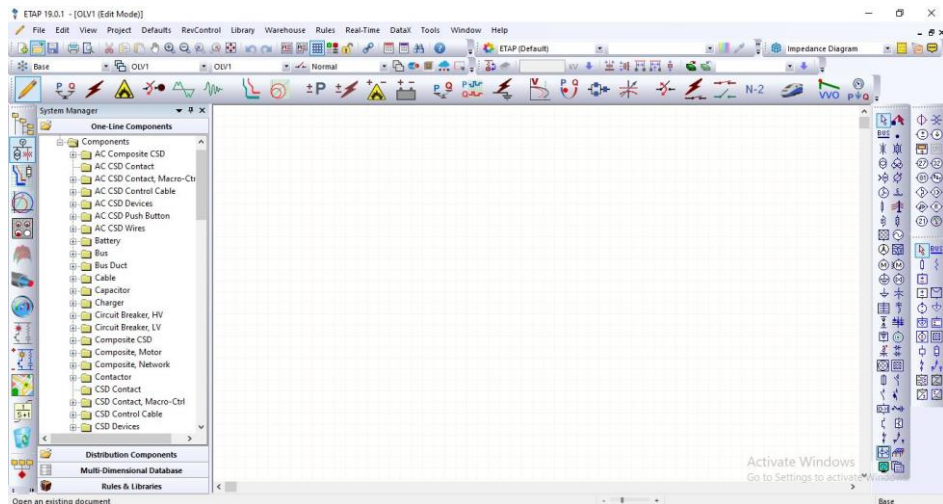 ETAP 19.0.1 - [OLV1 (Edit Mode)]
File Edit View Project Defaults RevControl Library Warehouse Rules Real-Time DataX Tools Window Help
ETAP (Default) Impedance Diagram
Base OLV1 OLV1 Normal
N-2
System Manager
One-Line Components
Components
AC Composite CSD
AC CSD Contact
AC CSD Contact, Macro-Ctr
AC CSD Control Cable
AC CSD Devices
AC CSD Push Button
AC CSD Wires
Battery
Bus
Bus Duct
Cable
Capacitor
Charger
Circuit Breaker, HV
Circuit Breaker, LV
Composite CSD
Composite, Motor
Composite, Network
Contactor
CSD Contact
CSD Contact, Macro-Ctrl
CSD Control Cable
CSD Devices
Distribution Components
Multi-Dimensional Database
Rules & Libraries
Activate Windows
Go to Settings to activate Windows.
Open an existing document
Base